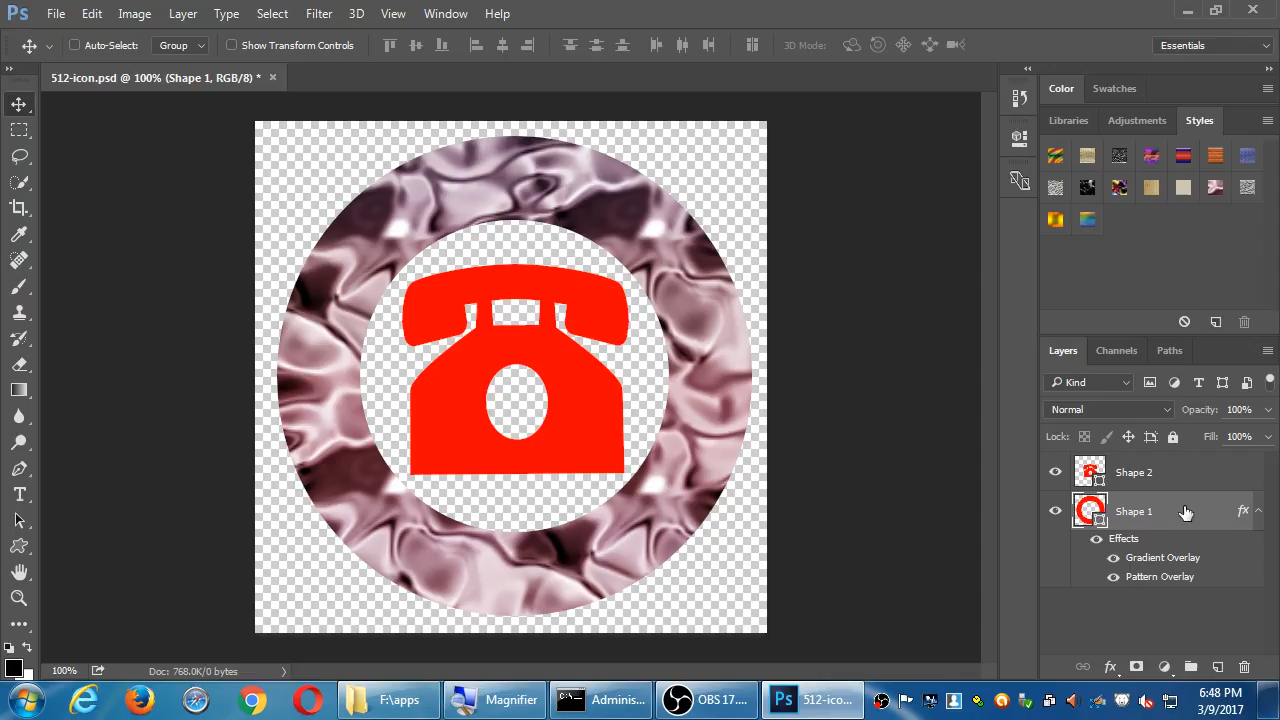 Ps File Edit Image Layer Type Select Filter 3D View Window Help
Auto-Select: Group Show Transform Controls 3D Mode: Essentials
512-icon.psd @ 100% (Shape 1, RGB/8) *
Color Swatches
Libraries Adjustments Styles
Layers Channels Paths
Kind
Normal Opacity: 100%
Lock: Fill: 100%
Shape 2
Shape 1 fx
Effects
Gradient Overlay
Pattern Overlay
100% Doc: 768.0K/0 bytes
fx
F:\apps Magnifier Adminis... OBS 17.... Ps 512-ico...
6:48 PM
3/9/2017